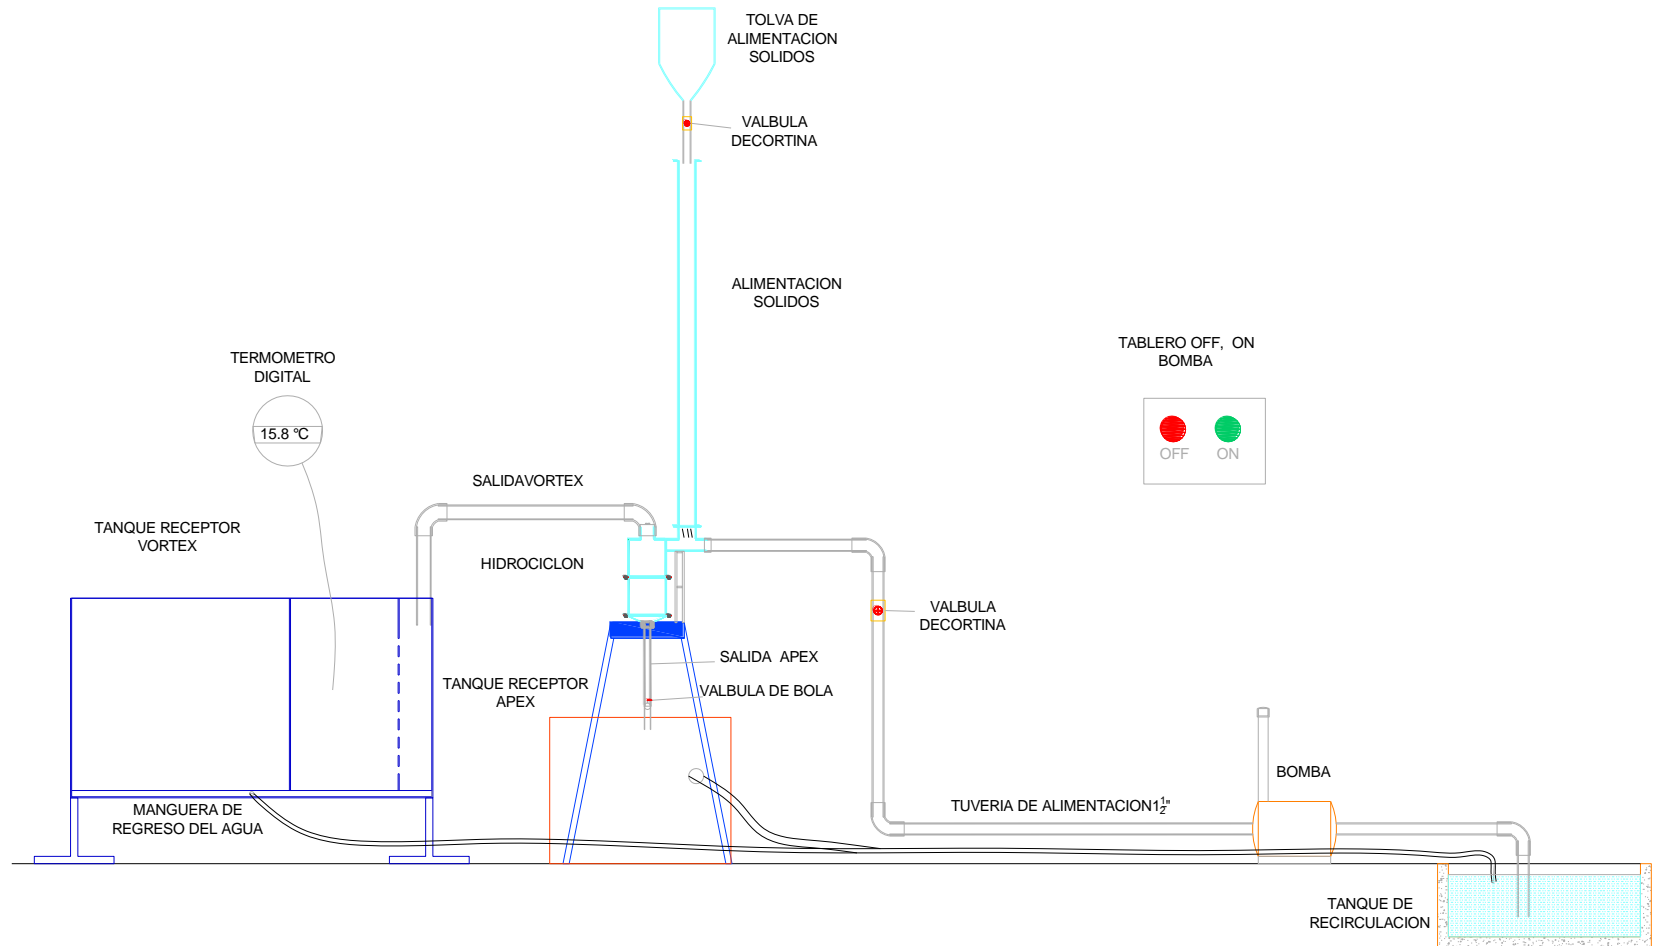 TOLVA DE
ALIMENTACION
SOLIDOS
VALBULA
DECORTINA
ALIMENTACION
SOLIDOS
TABLERO OFF, ON
BOMBA
OFF
ON
TERMOMETRO
DIGITAL
15.8 °C
SALIDAVORTEX
TANQUE RECEPTOR
VORTEX
HIDROCICLON
VALBULA
DECORTINA
SALIDA APEX
TANQUE RECEPTOR
APEX
VALBULA DE BOLA
BOMBA
MANGUERA DE
REGRESO DEL AGUA
TUVERIA DE ALIMENTACION1½"
TANQUE DE
RECIRCULACION